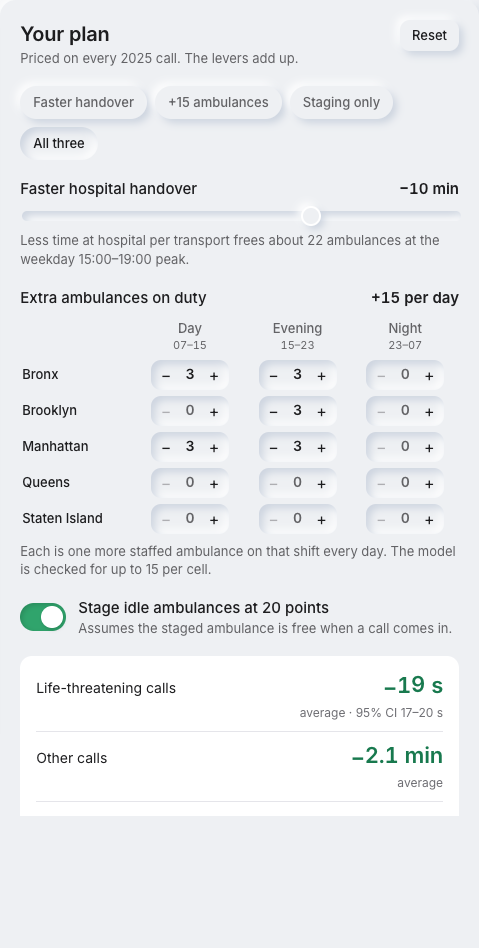 Your plan
Reset
Priced on every 2025 call. The levers add up.
Faster handover
+15 ambulances
Staging only
All three
Faster hospital handover
−10 min
Less time at hospital per transport frees about 22 ambulances at the
weekday 15:00–19:00 peak.
Extra ambulances on duty
+15 per day
Day Evening Night
07–15 15–23 23–07
Bronx − 3 + − 3 + − 0 +
Brooklyn − 0 + − 3 + − 0 +
Manhattan − 3 + − 3 + − 0 +
Queens − 0 + − 0 + − 0 +
Staten Island − 0 + − 0 + − 0 +
Each is one more staffed ambulance on that shift every day. The model
is checked for up to 15 per cell.
Stage idle ambulances at 20 points
Assumes the staged ambulance is free when a call comes in.
Life-threatening calls
−19 s
average · 95% CI 17–20 s
Other calls
−2.1 min
average